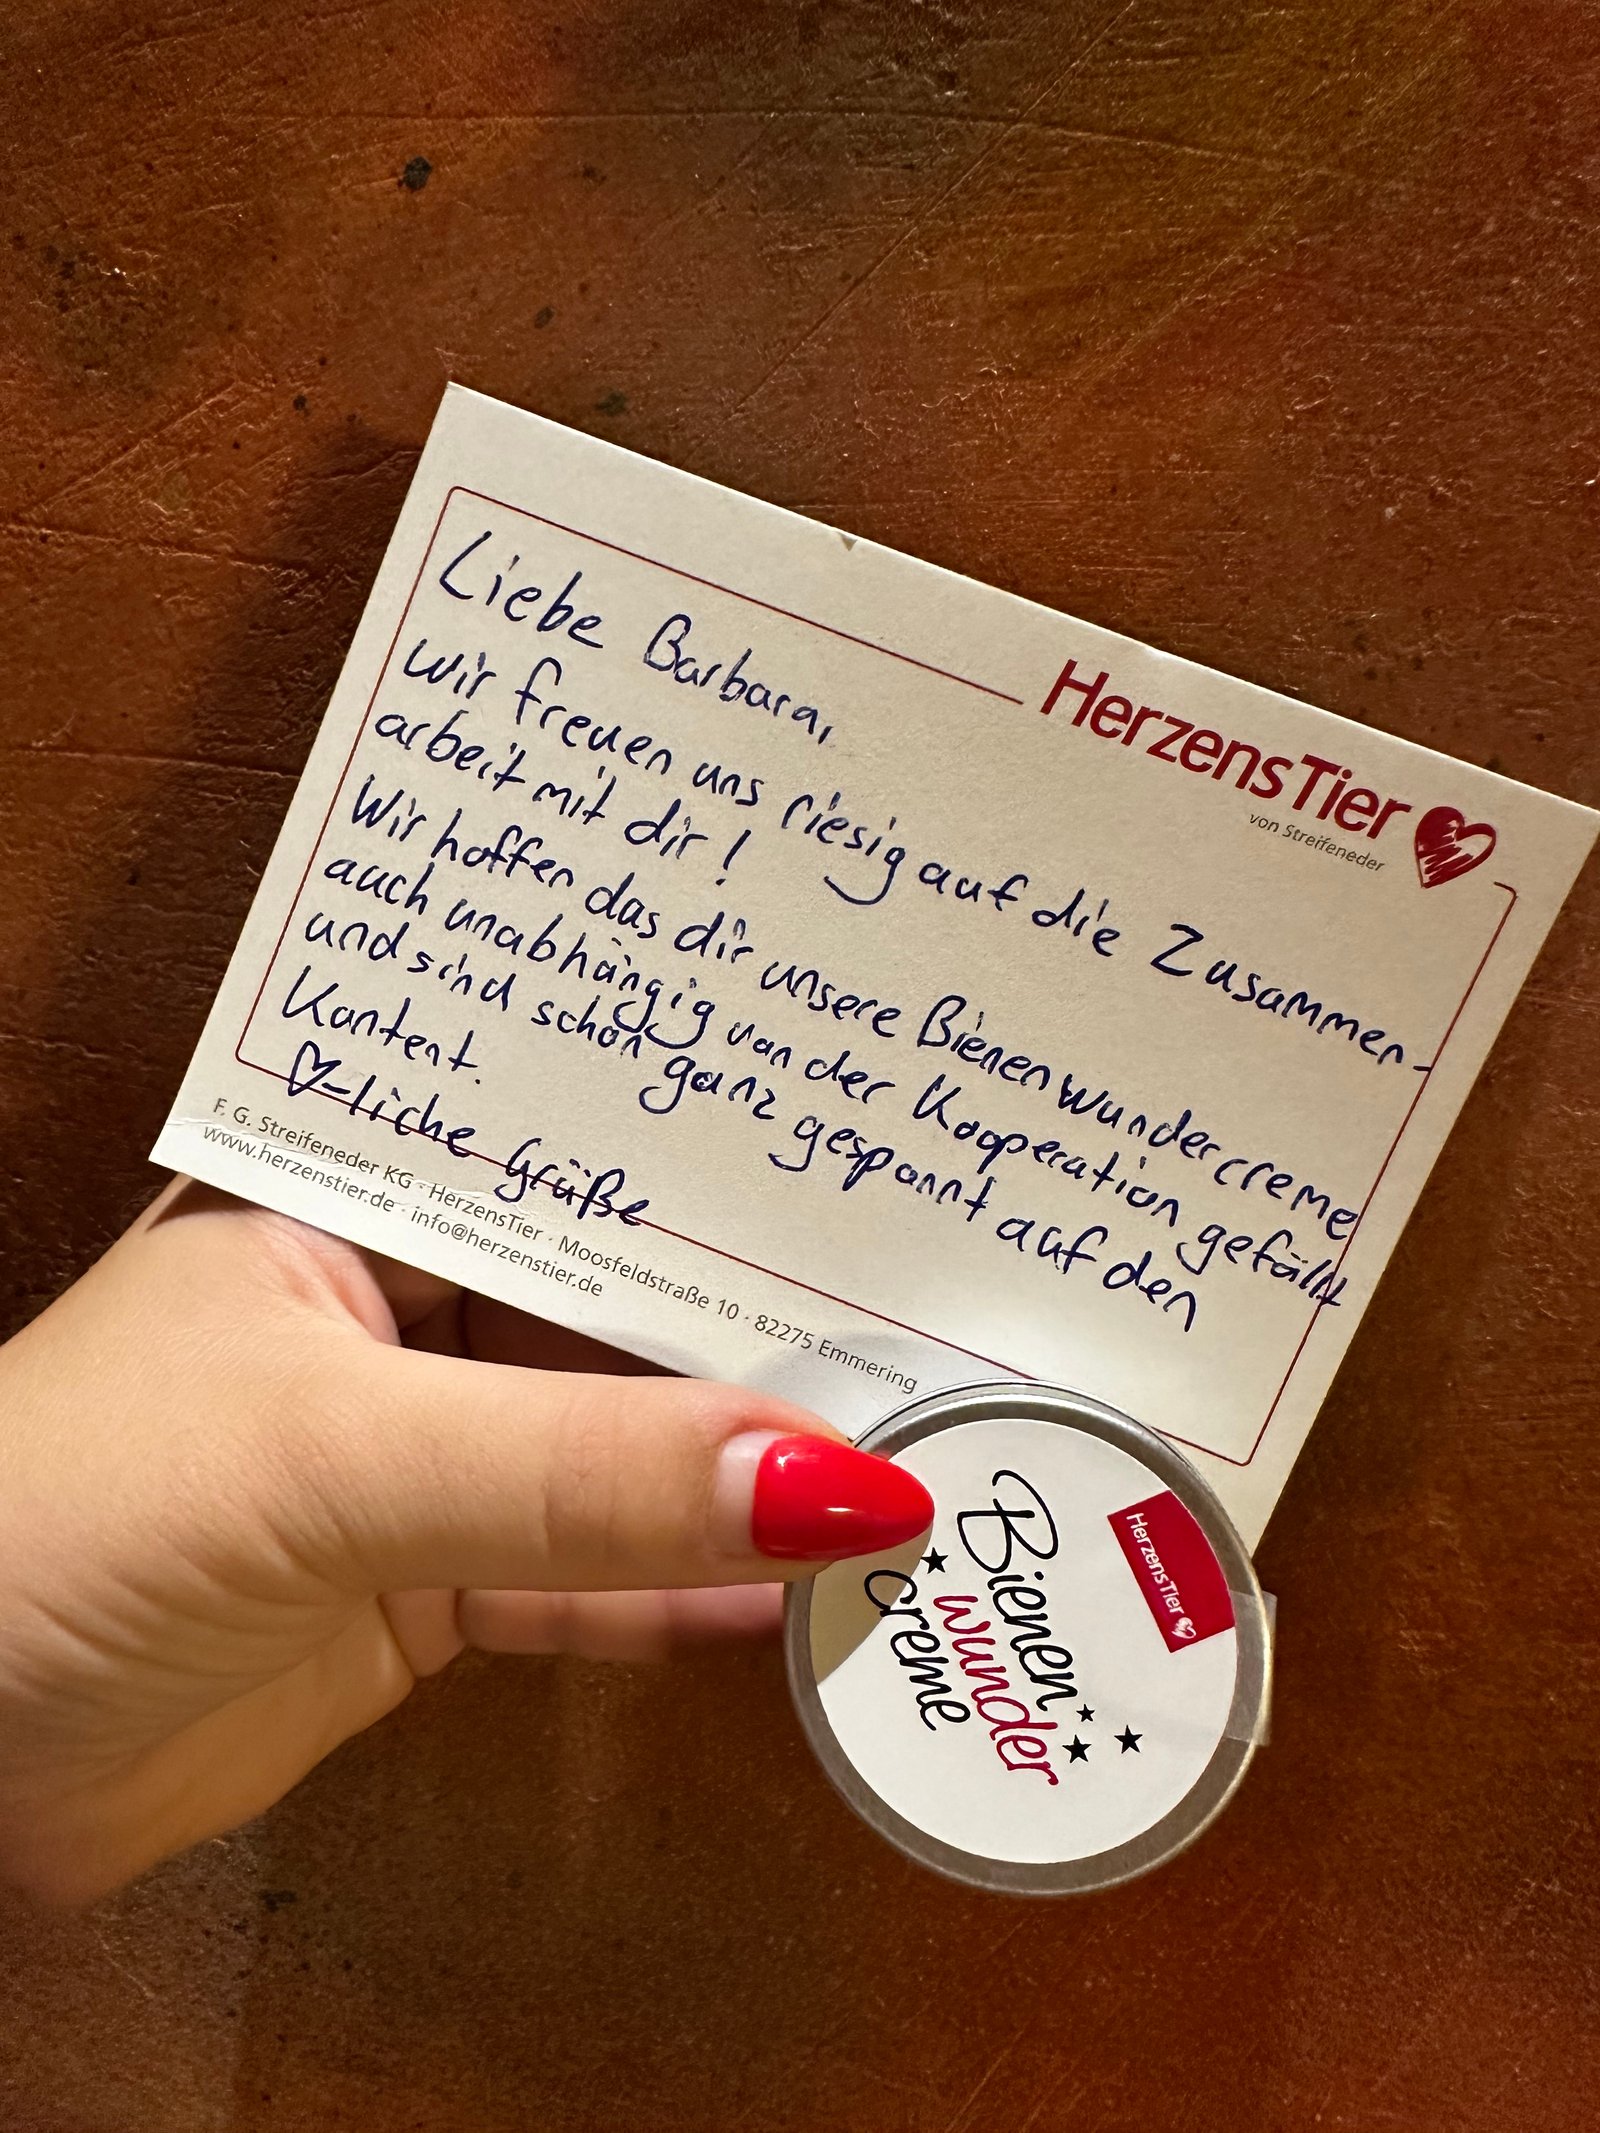 HerzensTier
von Streifeneder
Liebe Barbara,
Wir freuen uns riesig auf die Zusammen-
arbeit mit dir!
Wir hoffen das dir unsere Bienenwundercreme
auch unabhängig von der Kooperation gefällt
und sind schon ganz gespannt auf den
Kontent.
♡-liche Grüße
F. G. Streifeneder KG · HerzensTier · Moosfeldstraße 10 · 82275 Emmering
www.herzenstier.de · info@herzenstier.de
HerzensTier
Bienen
wunder
creme